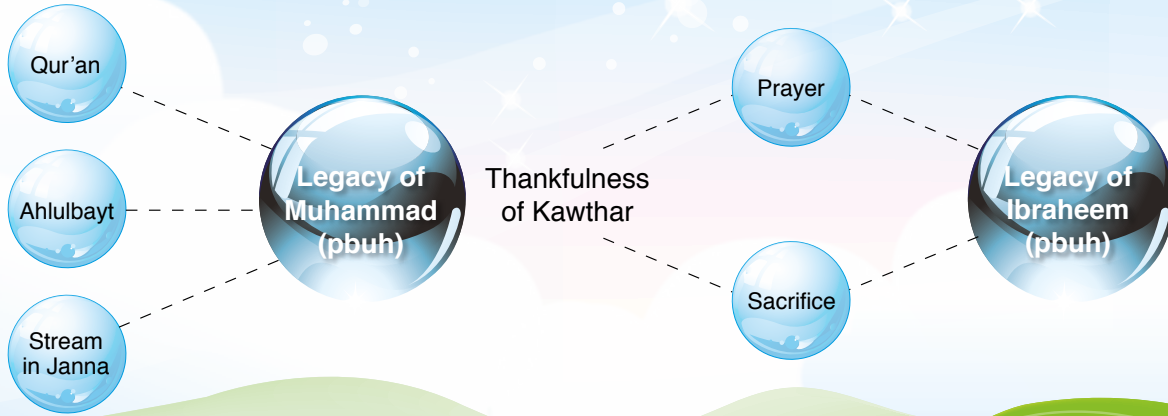 Qur’an
Ahlulbayt
Stream
in Janna
Legacy of
Muhammad
(pbuh)
Thankfulness
of Kawthar
Prayer
Sacrifice
Legacy of
Ibraheem
(pbuh)